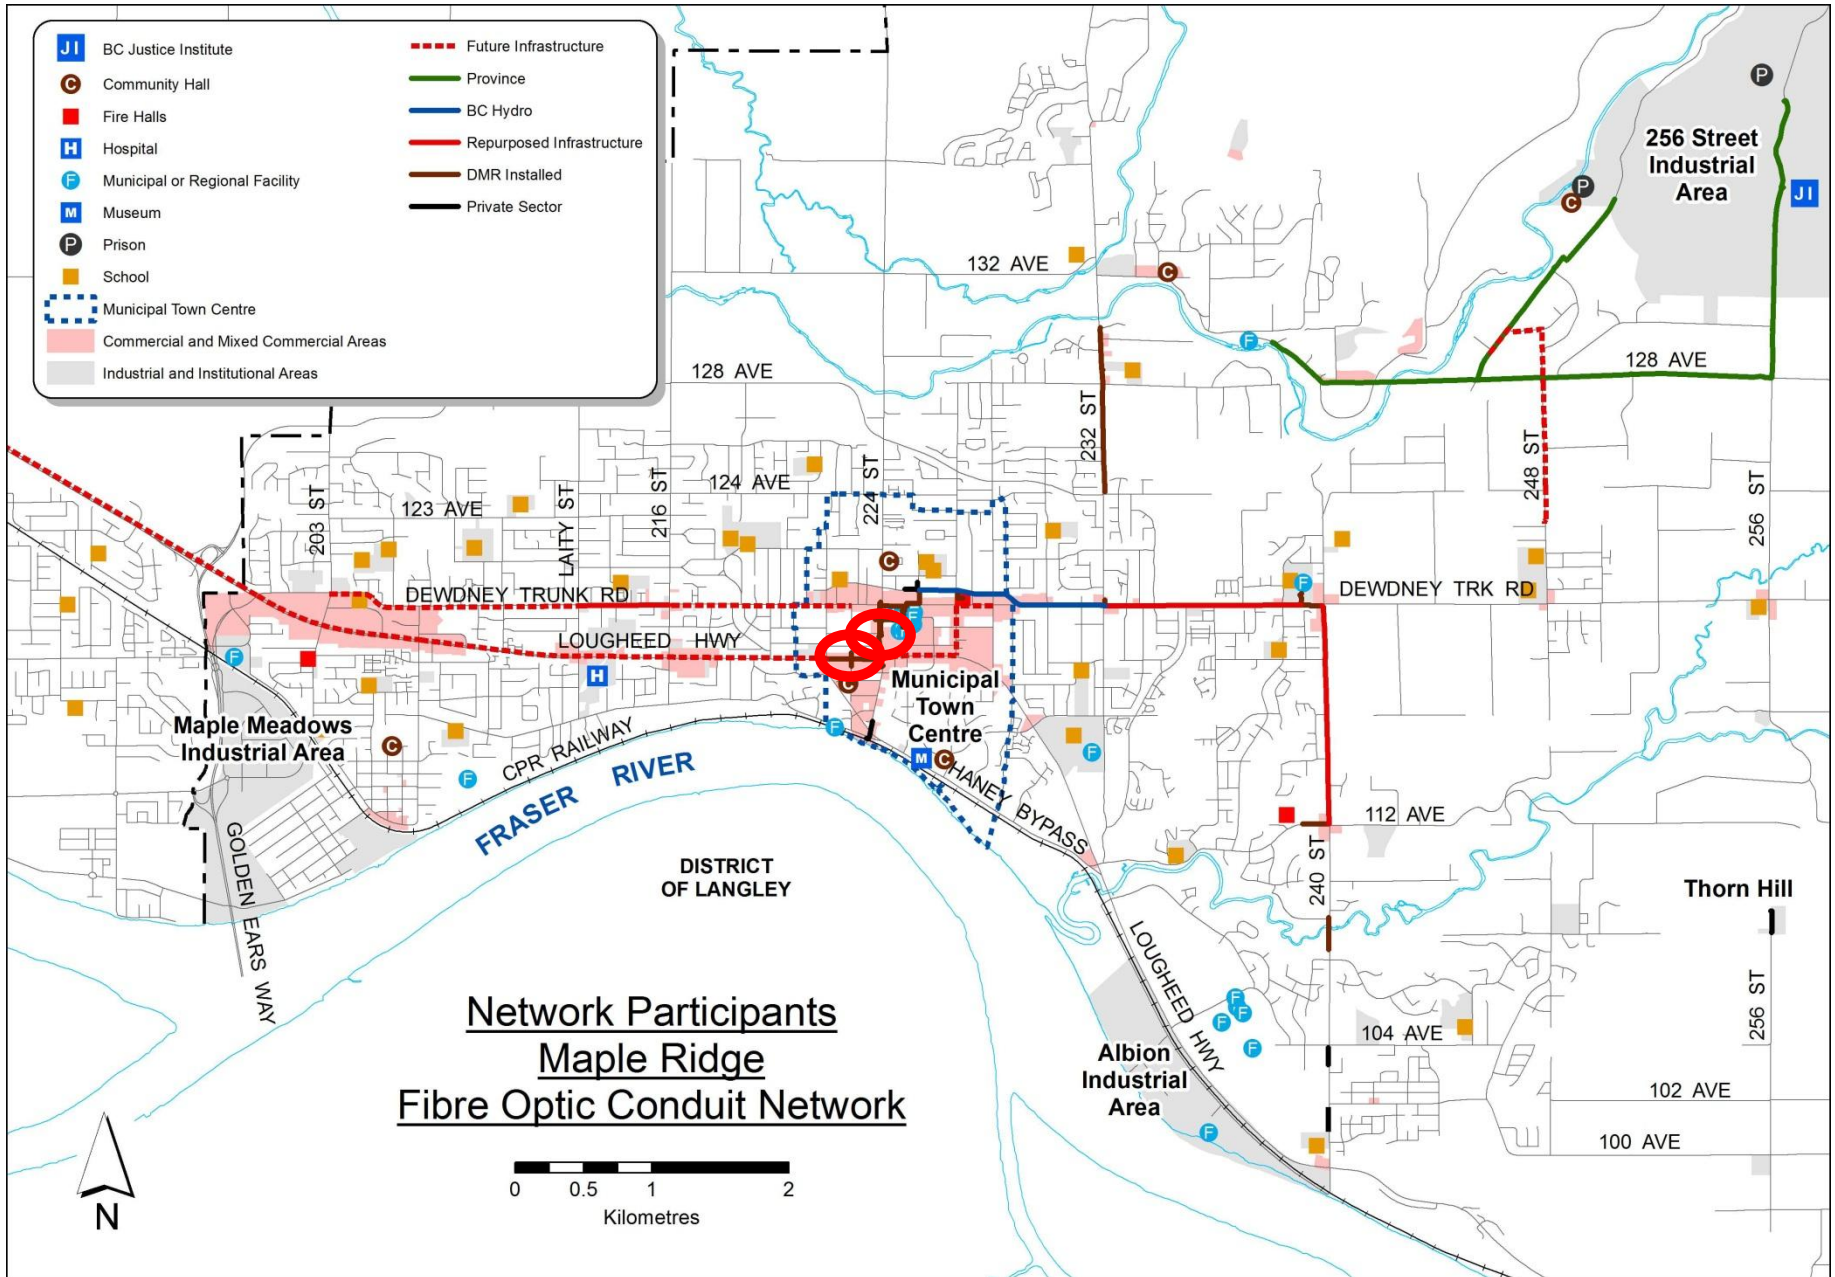 JI BC Justice Institute
C Community Hall
Fire Halls
H Hospital
F Municipal or Regional Facility
M Museum
P Prison
School
Municipal Town Centre
Commercial and Mixed Commercial Areas
Industrial and Institutional Areas
Future Infrastructure
Province
BC Hydro
Repurposed Infrastructure
DMR Installed
Private Sector
P
256 Street
Industrial
Area
JI
P
C
132 AVE
C
F
128 AVE
128 AVE
232 ST
248 ST
256 ST
203 ST
123 AVE
LAITY ST
216 ST
124 AVE
224 ST
C
DEWDNEY TRUNK RD
F
DEWDNEY TRK RD
F
LOUGHEED HWY
F
H
C
Municipal
Town
Centre
Maple Meadows
Industrial Area
C
F
CPR RAILWAY
FRASER RIVER
F
M
C
F
HANEY BYPASS
112 AVE
GOLDEN EARS WAY
DISTRICT
OF LANGLEY
240 ST
Thorn Hill
LOUGHEED HWY
256 ST
F
F
F
F
104 AVE
Albion
Industrial
Area
102 AVE
F
100 AVE
Network Participants
Maple Ridge
Fibre Optic Conduit Network
0 0.5 1 2
Kilometres
N